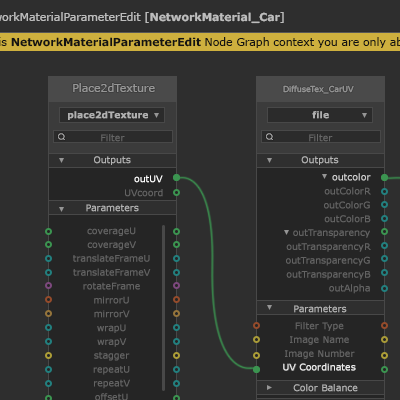 NetworkMaterialParameterEdit [NetworkMaterial_Car]
is NetworkMaterialParameterEdit Node Graph context you are only ab
Place2dTexture
place2dTexture
Filter
Outputs
outUV
UVcoord
Parameters
coverageU
coverageV
translateFrameU
translateFrameV
rotateFrame
mirrorU
mirrorV
wrapU
wrapV
stagger
repeatU
repeatV
offsetU
DiffuseTex_CarUV
file
Filter
Outputs
outcolor
outColorR
outColorG
outColorB
outTransparency
outTransparencyR
outTransparencyG
outTransparencyB
outAlpha
Parameters
Filter Type
Image Name
Image Number
UV Coordinates
Color Balance